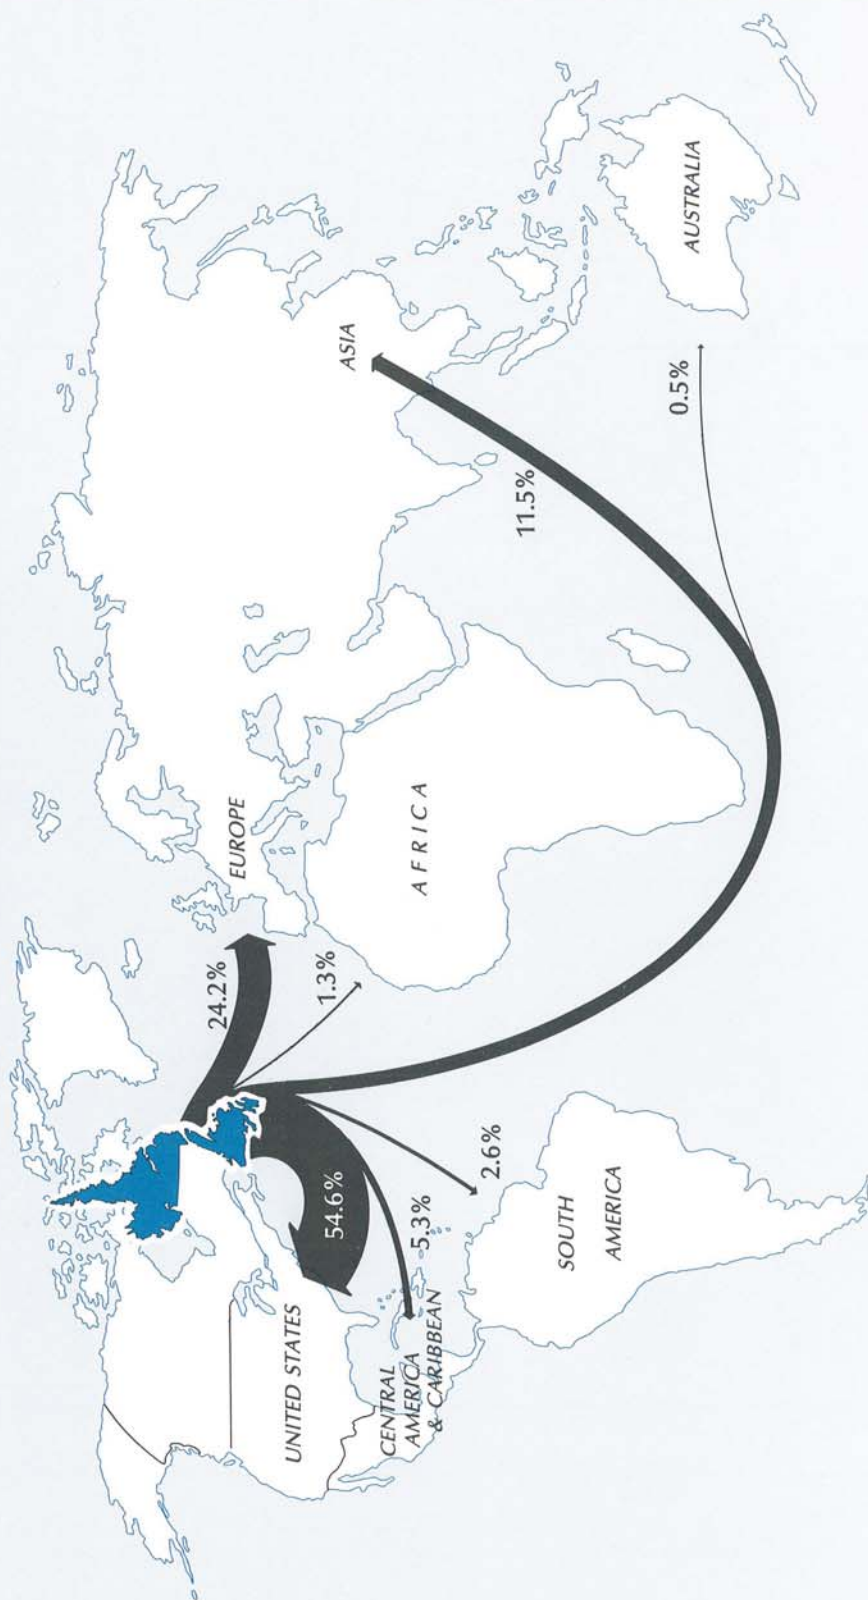 24.2%
EUROPE
ASIA
1.3%
AFRICA
11.5%
54.6%
UNITED STATES
CENTRAL
AMERICA
& CARIBBEAN
5.3%
2.6%
SOUTH
AMERICA
0.5%
AUSTRALIA